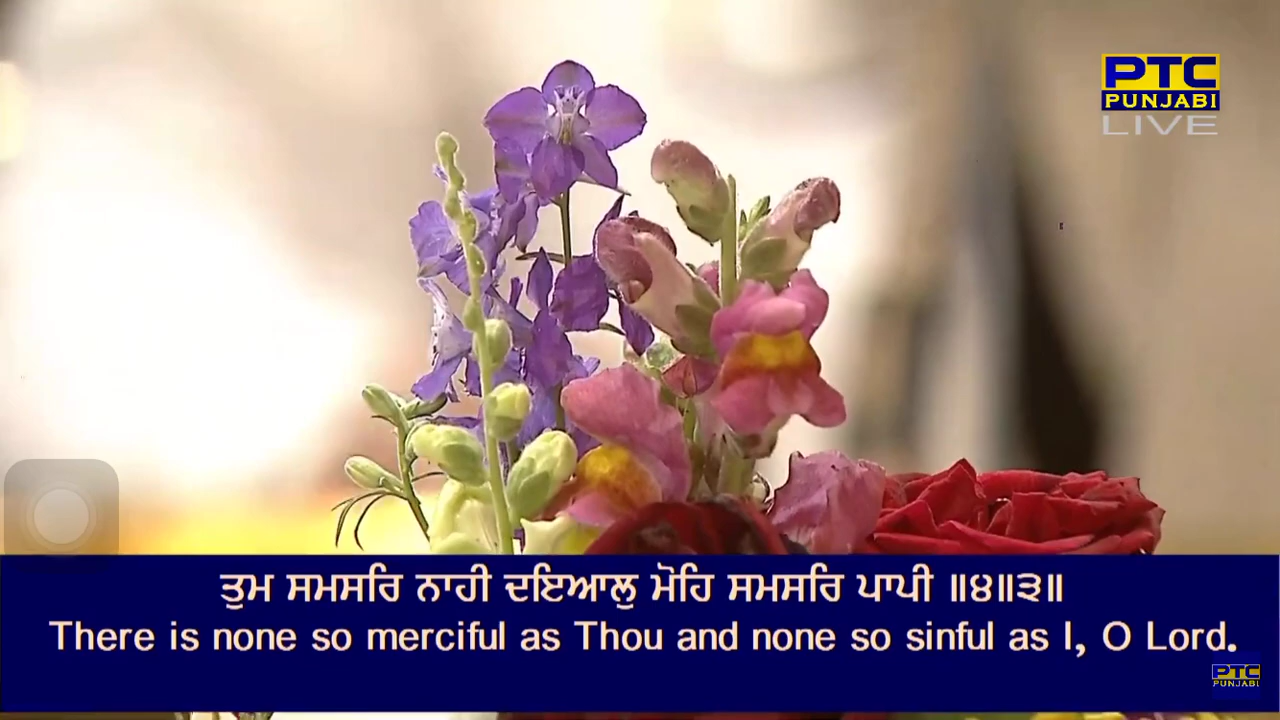 PTC
PUNJABI
LIVE
ਤੁਮ ਸਮਸਰਿ ਨਾਹੀ ਦਇਆਲੁ ਮੋਹਿ ਸਮਸਰਿ ਪਾਪੀ ॥੪॥੩॥
There is none so merciful as Thou and none so sinful as I, O Lord.
PTC
PUNJABI